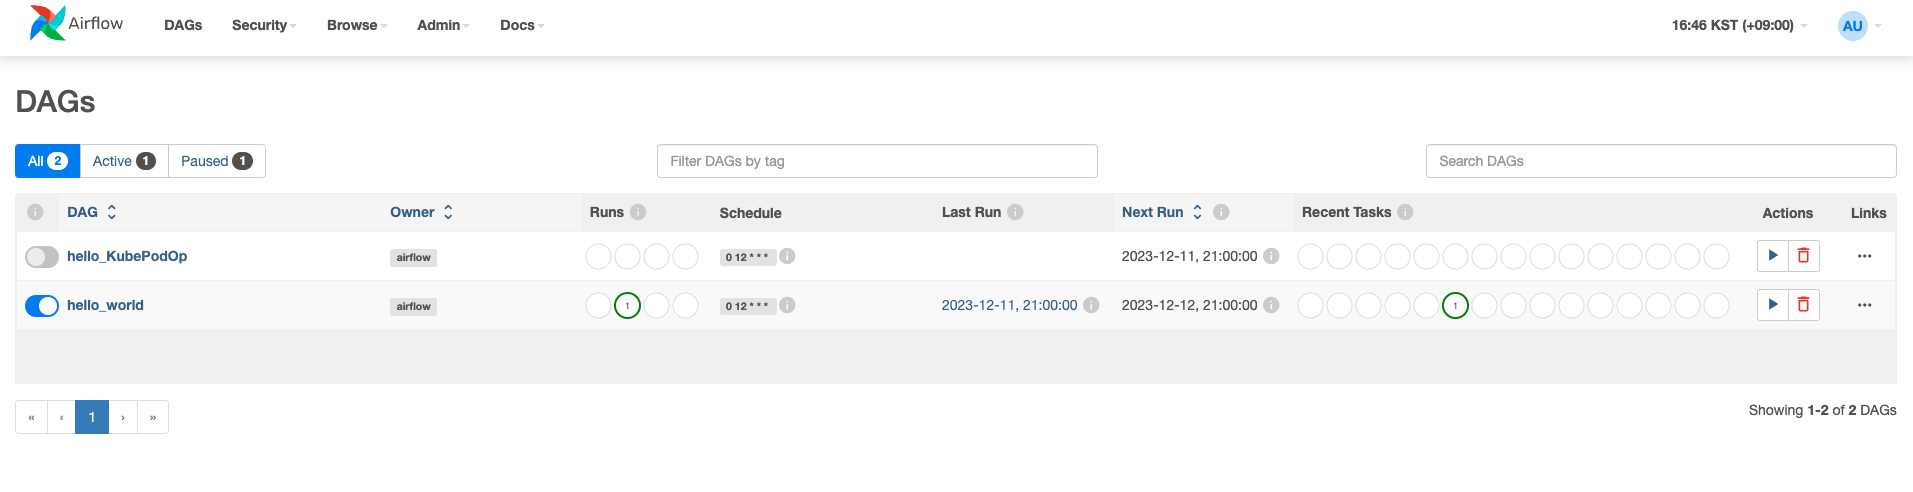 Airflow DAGs Security Browse Admin Docs 16:46 KST (+09:00) AU
DAGs
All 2 Active 1 Paused 1 Filter DAGs by tag Search DAGs
i DAG Owner Runs i Schedule Last Run i Next Run i Recent Tasks i Actions Links
hello_KubePodOp airflow 0 12 * * * i 2023-12-11, 21:00:00 i ...
hello_world airflow 1 0 12 * * * i 2023-12-11, 21:00:00 i 2023-12-12, 21:00:00 i 1 ...
« ‹ 1 › »
Showing 1-2 of 2 DAGs